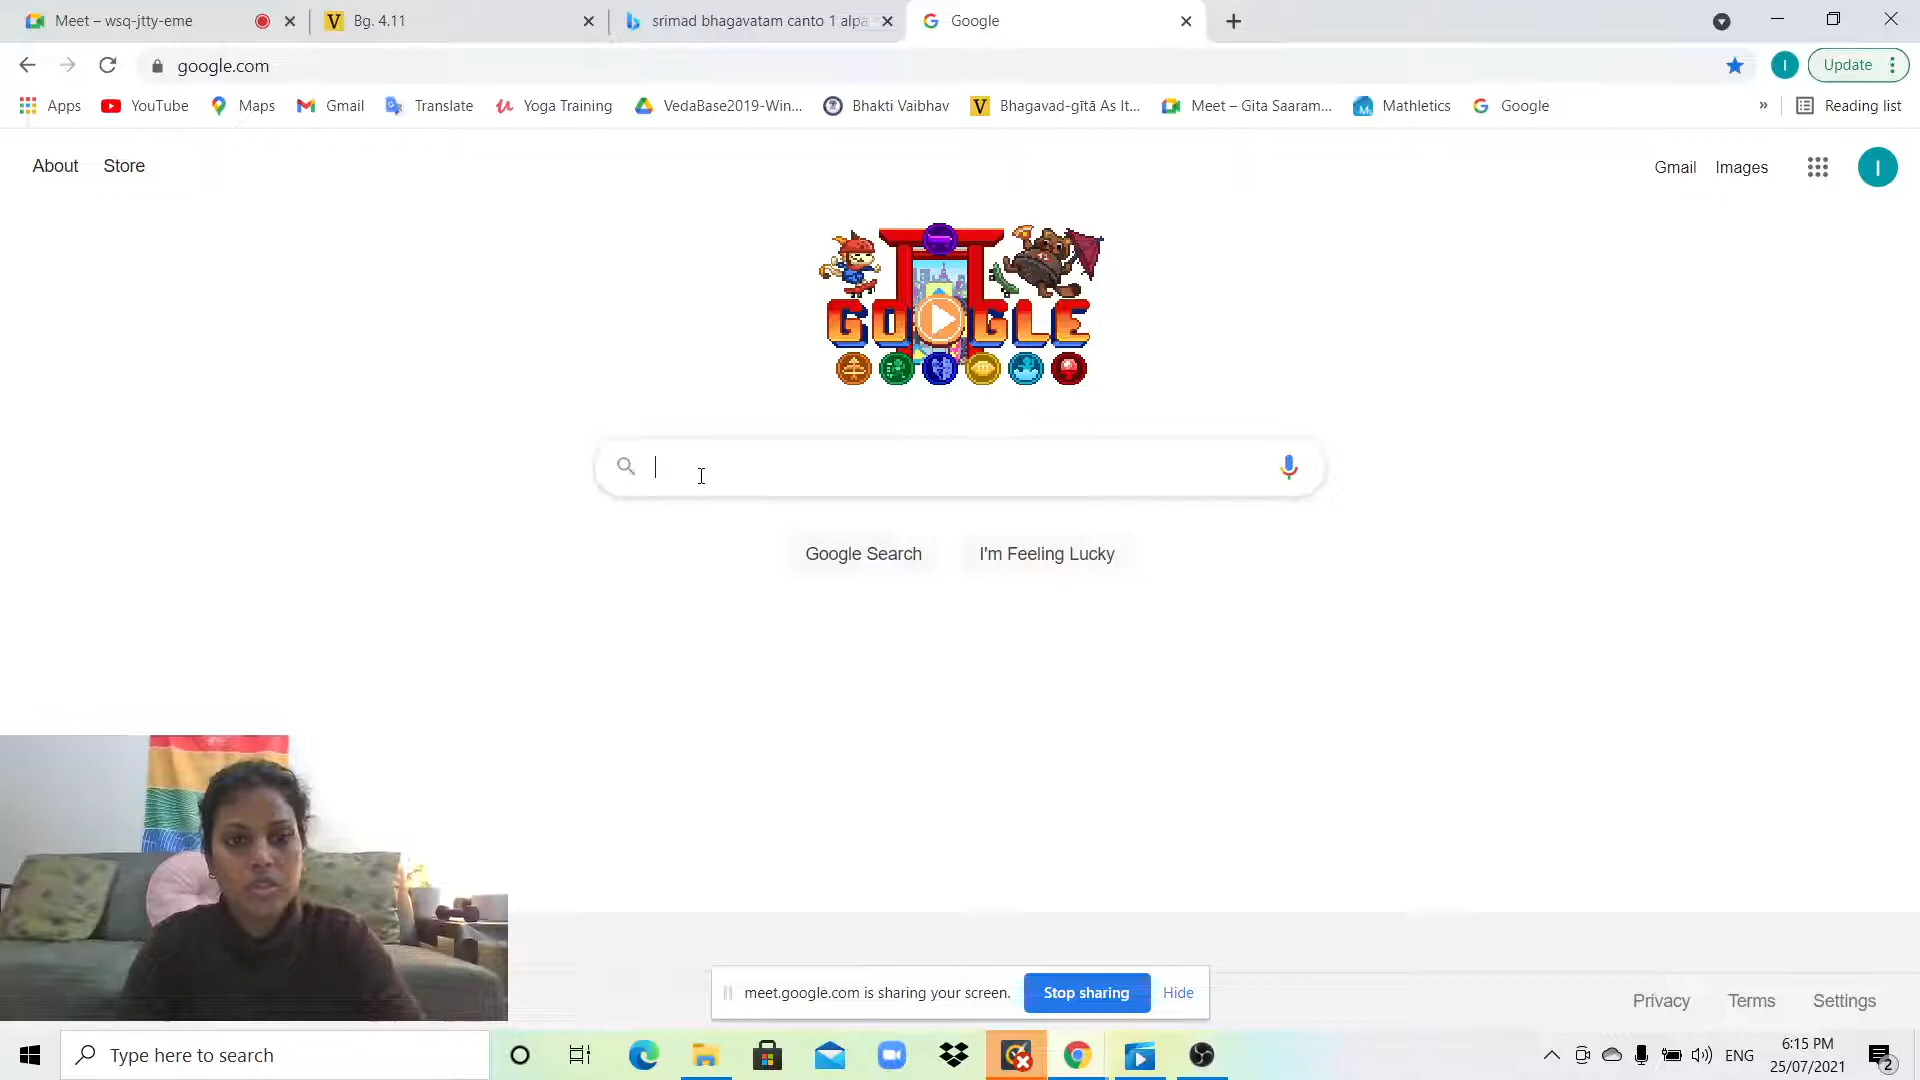 Meet – wsq-jtty-eme
Bg. 4.11
srimad bhagavatam canto 1 alpa
Google
google.com
Update
Apps
YouTube
Maps
Gmail
Translate
Yoga Training
VedaBase2019-Win...
Bhakti Vaibhav
Bhagavad-gītā As It...
Meet – Gita Saaram...
Mathletics
Google
»
Reading list
About
Store
Gmail
Images
I
GOOGLE
Google Search
I'm Feeling Lucky
meet.google.com is sharing your screen.
Stop sharing
Hide
Privacy
Terms
Settings
Type here to search
ENG
6:15 PM
25/07/2021
2